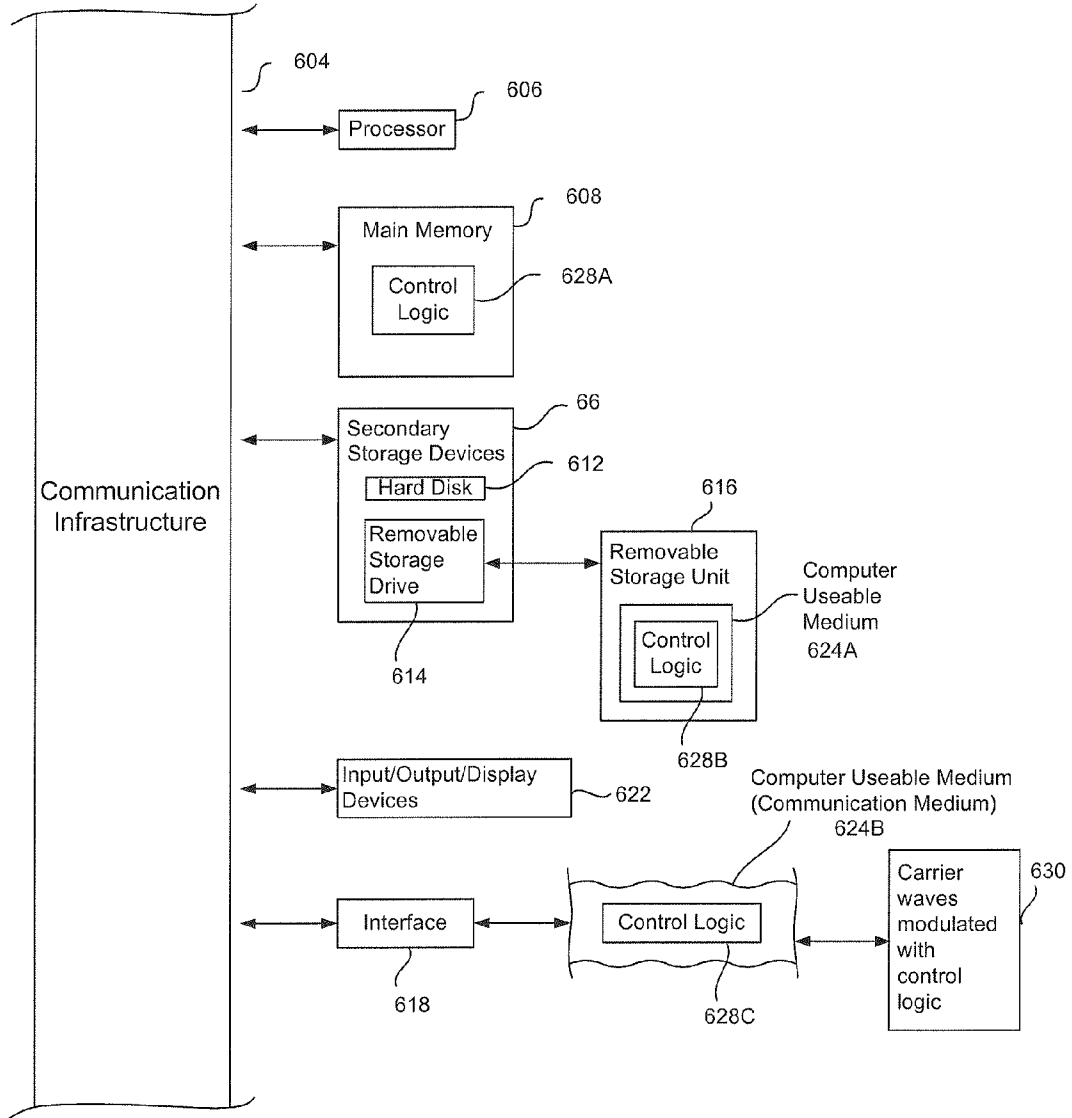 604
606
Processor
608
Main Memory
Control
Logic
628A
66
Secondary
Storage Devices
612
Hard Disk
Communication
Infrastructure
616
Removable
Storage
Drive
Removable
Storage Unit
Computer
Useable
Medium
624A
Control
Logic
614
628B
Input/Output/Display
Devices
622
Computer Useable Medium
(Communication Medium)
624B
630
Carrier
waves
modulated
with
control
logic
Interface
Control Logic
618
628C